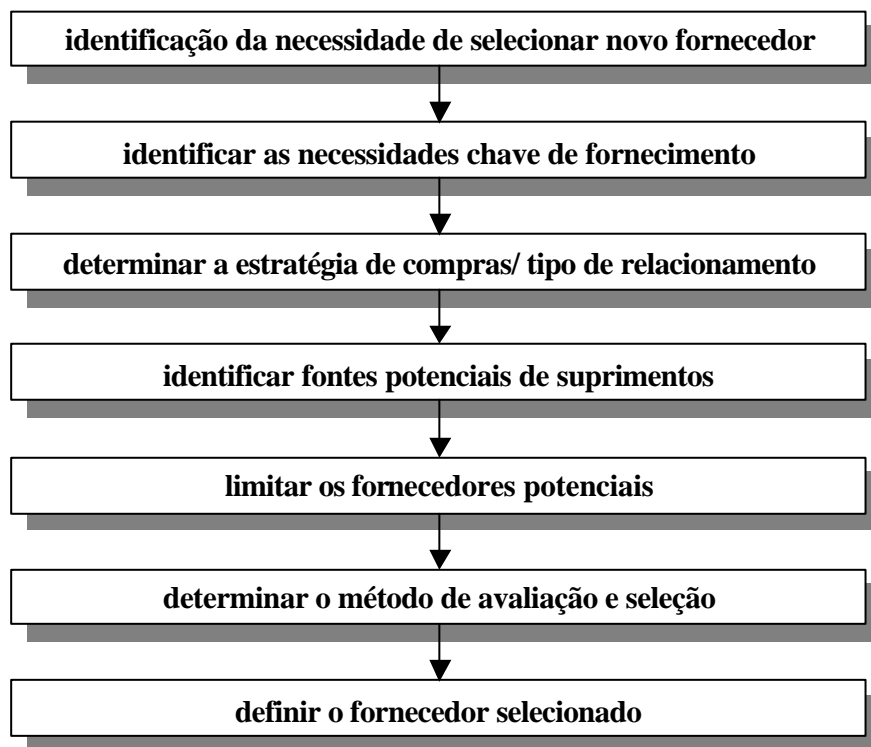 identificação da necessidade de selecionar novo fornecedor
identificar as necessidades chave de fornecimento
determinar a estratégia de compras/ tipo de relacionamento
identificar fontes potenciais de suprimentos
limitar os fornecedores potenciais
determinar o método de avaliação e seleção
definir o fornecedor selecionado